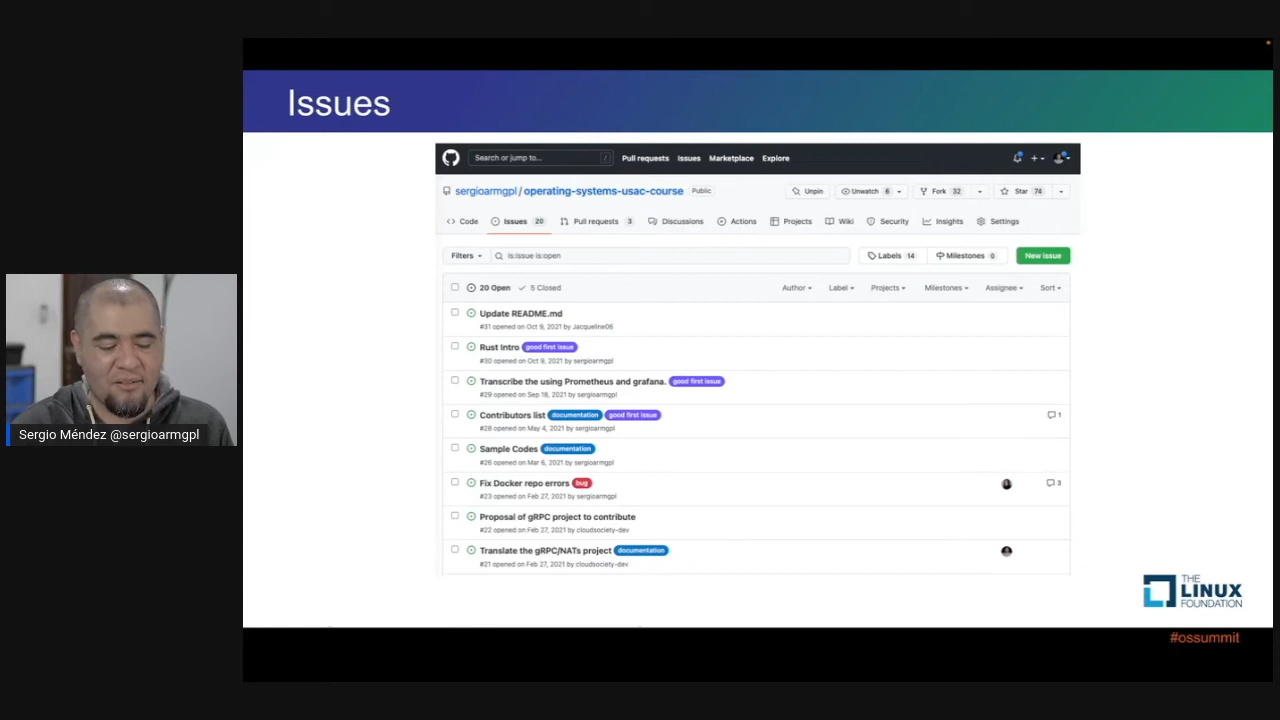 Issues
Search or jump to... /
Pull requests Issues Marketplace Explore
sergioarmgpl / operating-systems-usac-course Public
Unpin Unwatch 6 Fork 32 Star 74
Code Issues 20 Pull requests 3 Discussions Actions Projects Wiki Security Insights Settings
Filters is:issue is:open Labels 14 Milestones 0 New issue
20 Open 5 Closed Author Label Projects Milestones Assignee Sort
Update README.md
#31 opened on Oct 9, 2021 by Jacqueline06
Rust Intro good first issue
#30 opened on Oct 9, 2021 by sergioarmgpl
Transcribe the using Prometheus and grafana. good first issue
#29 opened on Sep 18, 2021 by sergioarmgpl
Contributors list documentation good first issue 1
#28 opened on May 4, 2021 by sergioarmgpl
Sample Codes documentation
#26 opened on Mar 6, 2021 by sergioarmgpl
Fix Docker repo errors bug 3
#23 opened on Feb 27, 2021 by sergioarmgpl
Proposal of gRPC project to contribute
#22 opened on Feb 27, 2021 by cloudsociety-dev
Translate the gRPC/NATs project documentation
#21 opened on Feb 27, 2021 by cloudsociety-dev
Sergio Méndez @sergioarmgpl
THE
LINUX
FOUNDATION
#ossummit